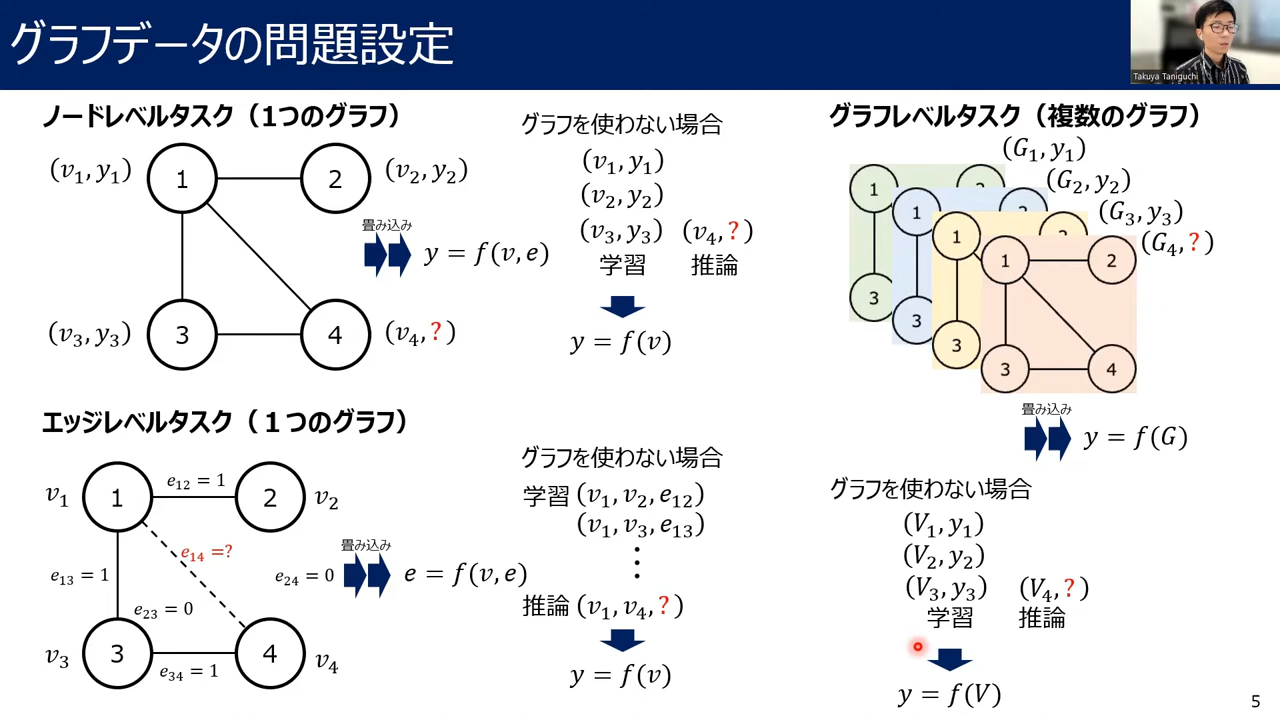 グラフデータの問題設定
Takuya Taniguchi
ノードレベルタスク（1つのグラフ）
(v₁, y₁)
1
2
(v₂, y₂)
(v₃, y₃)
3
4
(v₄, ?)
畳み込み
y = f(v, e)
グラフを使わない場合
(v₁, y₁)
(v₂, y₂)
(v₃, y₃) (v₄, ?)
学習 推論
y = f(v)
エッジレベルタスク（１つのグラフ）
v₁
1
e₁₂ = 1
2
v₂
e₁₄ =?
e₁₃ = 1
e₂₄ = 0
e₂₃ = 0
v₃
3
e₃₄ = 1
4
v₄
畳み込み
e = f(v, e)
グラフを使わない場合
学習 (v₁, v₂, e₁₂)
(v₁, v₃, e₁₃)
⋮
推論 (v₁, v₄, ?)
y = f(v)
グラフレベルタスク（複数のグラフ）
(G₁, y₁)
(G₂, y₂)
(G₃, y₃)
(G₄, ?)
1
3
1
3
1
3
1
2
3
4
畳み込み
y = f(G)
グラフを使わない場合
(V₁, y₁)
(V₂, y₂)
(V₃, y₃) (V₄, ?)
学習 推論
y = f(V)
5